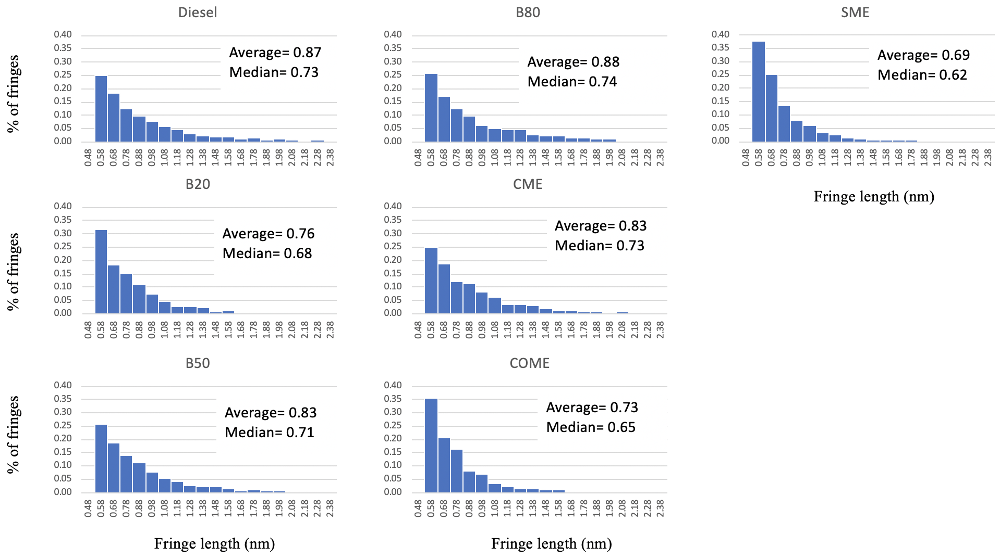 Diesel
% of fringes
0.40
0.35
0.30
0.25
0.20
0.15
0.10
0.05
0.00
Average= 0.87
Median= 0.73
0.48 0.58 0.68 0.78 0.88 0.98 1.08 1.18 1.28 1.38 1.48 1.58 1.68 1.78 1.88 1.98 2.08 2.18 2.28 2.38
B80
0.40
0.35
0.30
0.25
0.20
0.15
0.10
0.05
0.00
Average= 0.88
Median= 0.74
0.48 0.58 0.68 0.78 0.88 0.98 1.08 1.18 1.28 1.38 1.48 1.58 1.68 1.78 1.88 1.98 2.08 2.18 2.28 2.38
SME
0.40
0.35
0.30
0.25
0.20
0.15
0.10
0.05
0.00
Average= 0.69
Median= 0.62
0.48 0.58 0.68 0.78 0.88 0.98 1.08 1.18 1.28 1.38 1.48 1.58 1.68 1.78 1.88 1.98 2.08 2.18 2.28 2.38
Fringe length (nm)
B20
% of fringes
0.40
0.35
0.30
0.25
0.20
0.15
0.10
0.05
0.00
Average= 0.76
Median= 0.68
0.48 0.58 0.68 0.78 0.88 0.98 1.08 1.18 1.28 1.38 1.48 1.58 1.68 1.78 1.88 1.98 2.08 2.18 2.28 2.38
CME
0.40
0.35
0.30
0.25
0.20
0.15
0.10
0.05
0.00
Average= 0.83
Median= 0.73
0.48 0.58 0.68 0.78 0.88 0.98 1.08 1.18 1.28 1.38 1.48 1.58 1.68 1.78 1.88 1.98 2.08 2.18 2.28 2.38
B50
% of fringes
0.40
0.35
0.30
0.25
0.20
0.15
0.10
0.05
0.00
Average= 0.83
Median= 0.71
0.48 0.58 0.68 0.78 0.88 0.98 1.08 1.18 1.28 1.38 1.48 1.58 1.68 1.78 1.88 1.98 2.08 2.18 2.28 2.38
Fringe length (nm)
COME
0.40
0.35
0.30
0.25
0.20
0.15
0.10
0.05
0.00
Average= 0.73
Median= 0.65
0.48 0.58 0.68 0.78 0.88 0.98 1.08 1.18 1.28 1.38 1.48 1.58 1.68 1.78 1.88 1.98 2.08 2.18 2.28 2.38
Fringe length (nm)